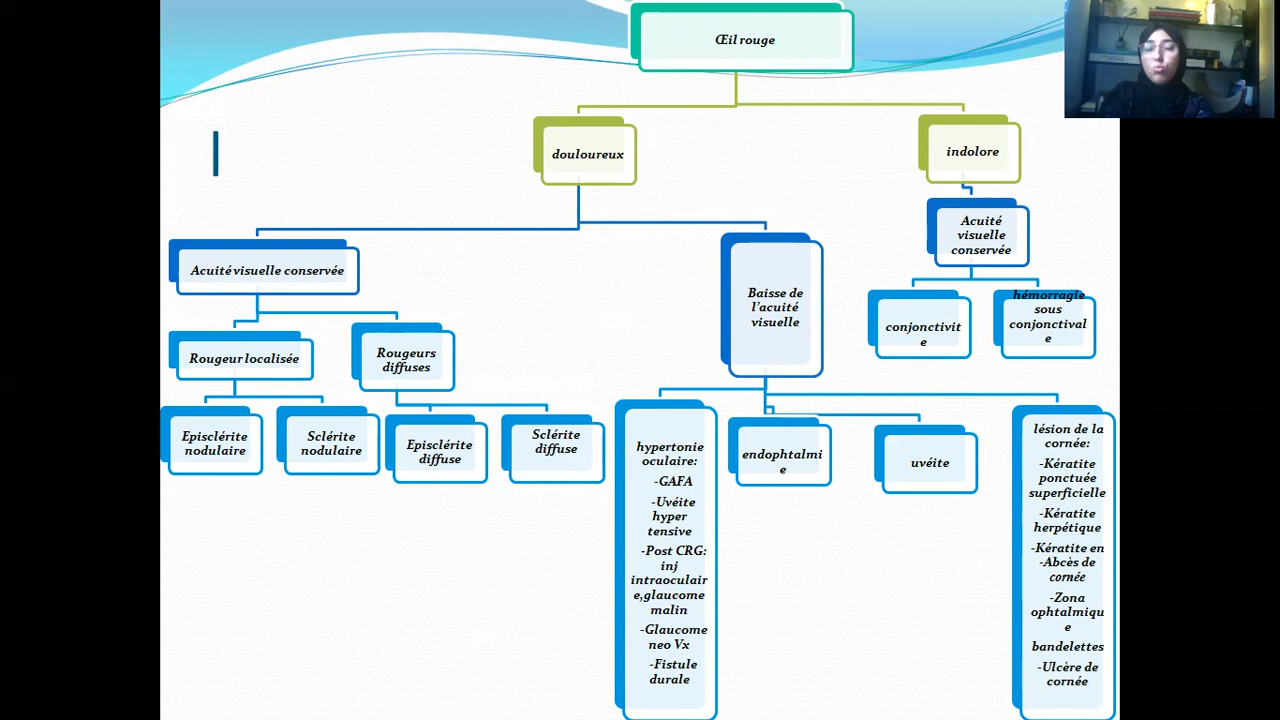 Œil rouge
douloureux
indolore
Acuité visuelle conservée
Rougeur localisée
Episclérite
nodulaire
Sclérite
nodulaire
Rougeurs
diffuses
Episclérite
diffuse
Sclérite
diffuse
Baisse de
l'acuité
visuelle
hypertonie
oculaire:
-GAFA
-Uvéite
hyper
tensive
-Post CRG:
inj
intraoculair
e,glaucome
malin
-Glaucome
neo Vx
-Fistule
durale
endophtalmi
e
uvéite
lésion de la
cornée:
-Kératite
ponctuée
superficielle
-Kératite
herpétique
-Kératite en
-Abcès de
cornée
-Zona
ophtalmiqu
e
bandelettes
-Ulcère de
cornée
Acuité
visuelle
conservée
conjonctivit
e
hémorragie
sous
conjonctival
e